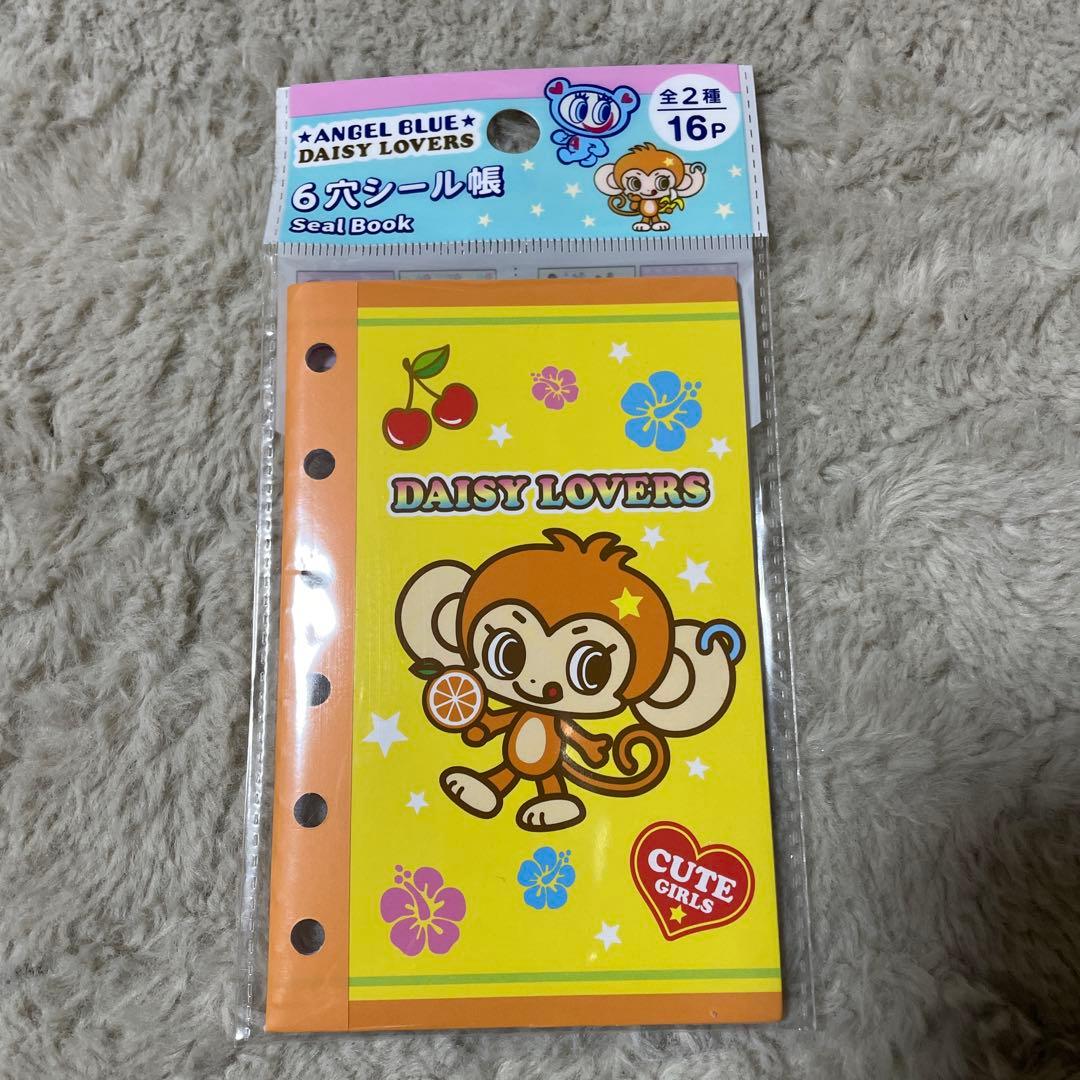 ★ANGEL BLUE★
DAISY LOVERS
6穴シール帳
Seal Book
全2種
16P
A
DAISY LOVERS
CUTE
GIRLS